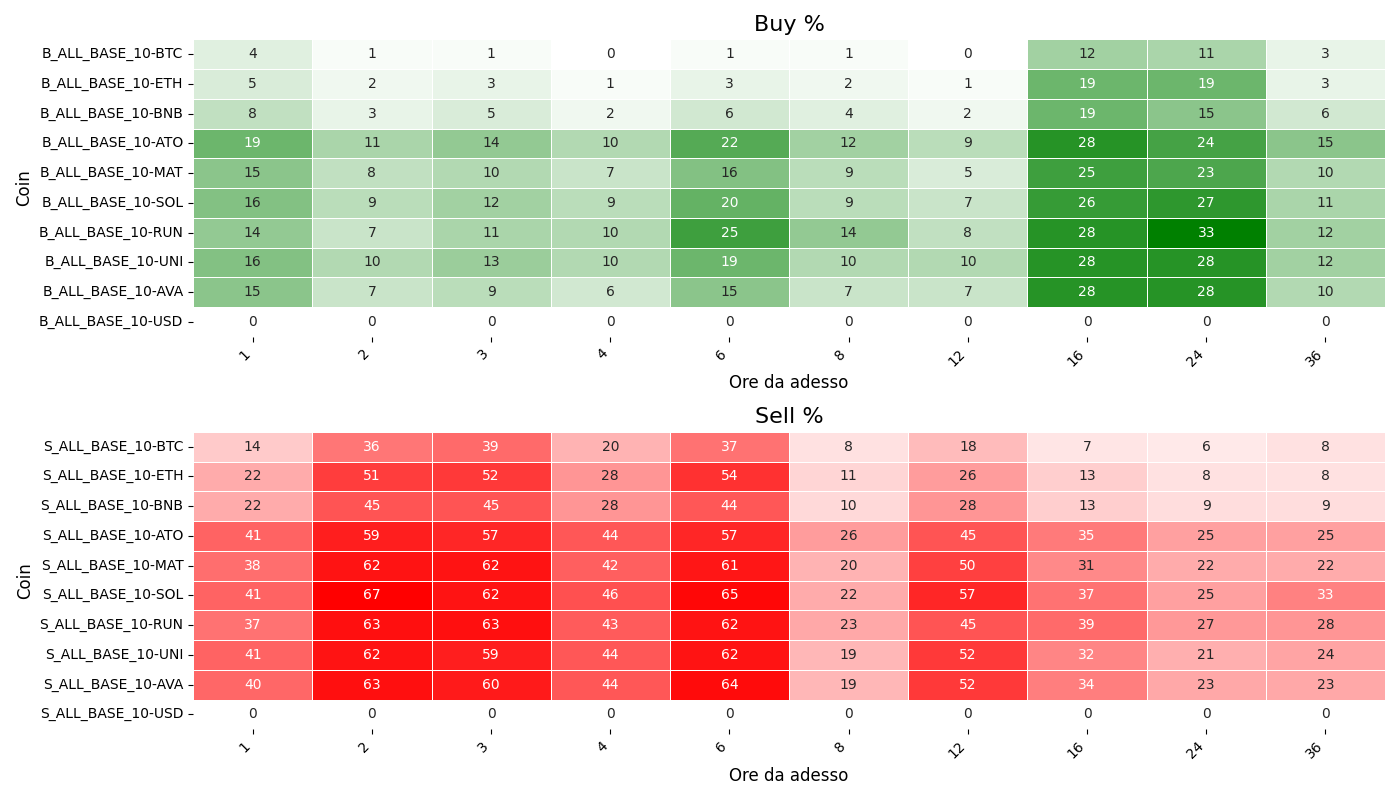 Buy %
Coin
B_ALL_BASE_10-BTC 4 1 1 0 1 1 0 12 11 3
B_ALL_BASE_10-ETH 5 2 3 1 3 2 1 19 19 3
B_ALL_BASE_10-BNB 8 3 5 2 6 4 2 19 15 6
B_ALL_BASE_10-ATO 19 11 14 10 22 12 9 28 24 15
B_ALL_BASE_10-MAT 15 8 10 7 16 9 5 25 23 10
B_ALL_BASE_10-SOL 16 9 12 9 20 9 7 26 27 11
B_ALL_BASE_10-RUN 14 7 11 10 25 14 8 28 33 12
B_ALL_BASE_10-UNI 16 10 13 10 19 10 10 28 28 12
B_ALL_BASE_10-AVA 15 7 9 6 15 7 7 28 28 10
B_ALL_BASE_10-USD 0 0 0 0 0 0 0 0 0 0
1 2 3 4 6 8 12 16 24 36
Ore da adesso
Sell %
Coin
S_ALL_BASE_10-BTC 14 36 39 20 37 8 18 7 6 8
S_ALL_BASE_10-ETH 22 51 52 28 54 11 26 13 8 8
S_ALL_BASE_10-BNB 22 45 45 28 44 10 28 13 9 9
S_ALL_BASE_10-ATO 41 59 57 44 57 26 45 35 25 25
S_ALL_BASE_10-MAT 38 62 62 42 61 20 50 31 22 22
S_ALL_BASE_10-SOL 41 67 62 46 65 22 57 37 25 33
S_ALL_BASE_10-RUN 37 63 63 43 62 23 45 39 27 28
S_ALL_BASE_10-UNI 41 62 59 44 62 19 52 32 21 24
S_ALL_BASE_10-AVA 40 63 60 44 64 19 52 34 23 23
S_ALL_BASE_10-USD 0 0 0 0 0 0 0 0 0 0
1 2 3 4 6 8 12 16 24 36
Ore da adesso